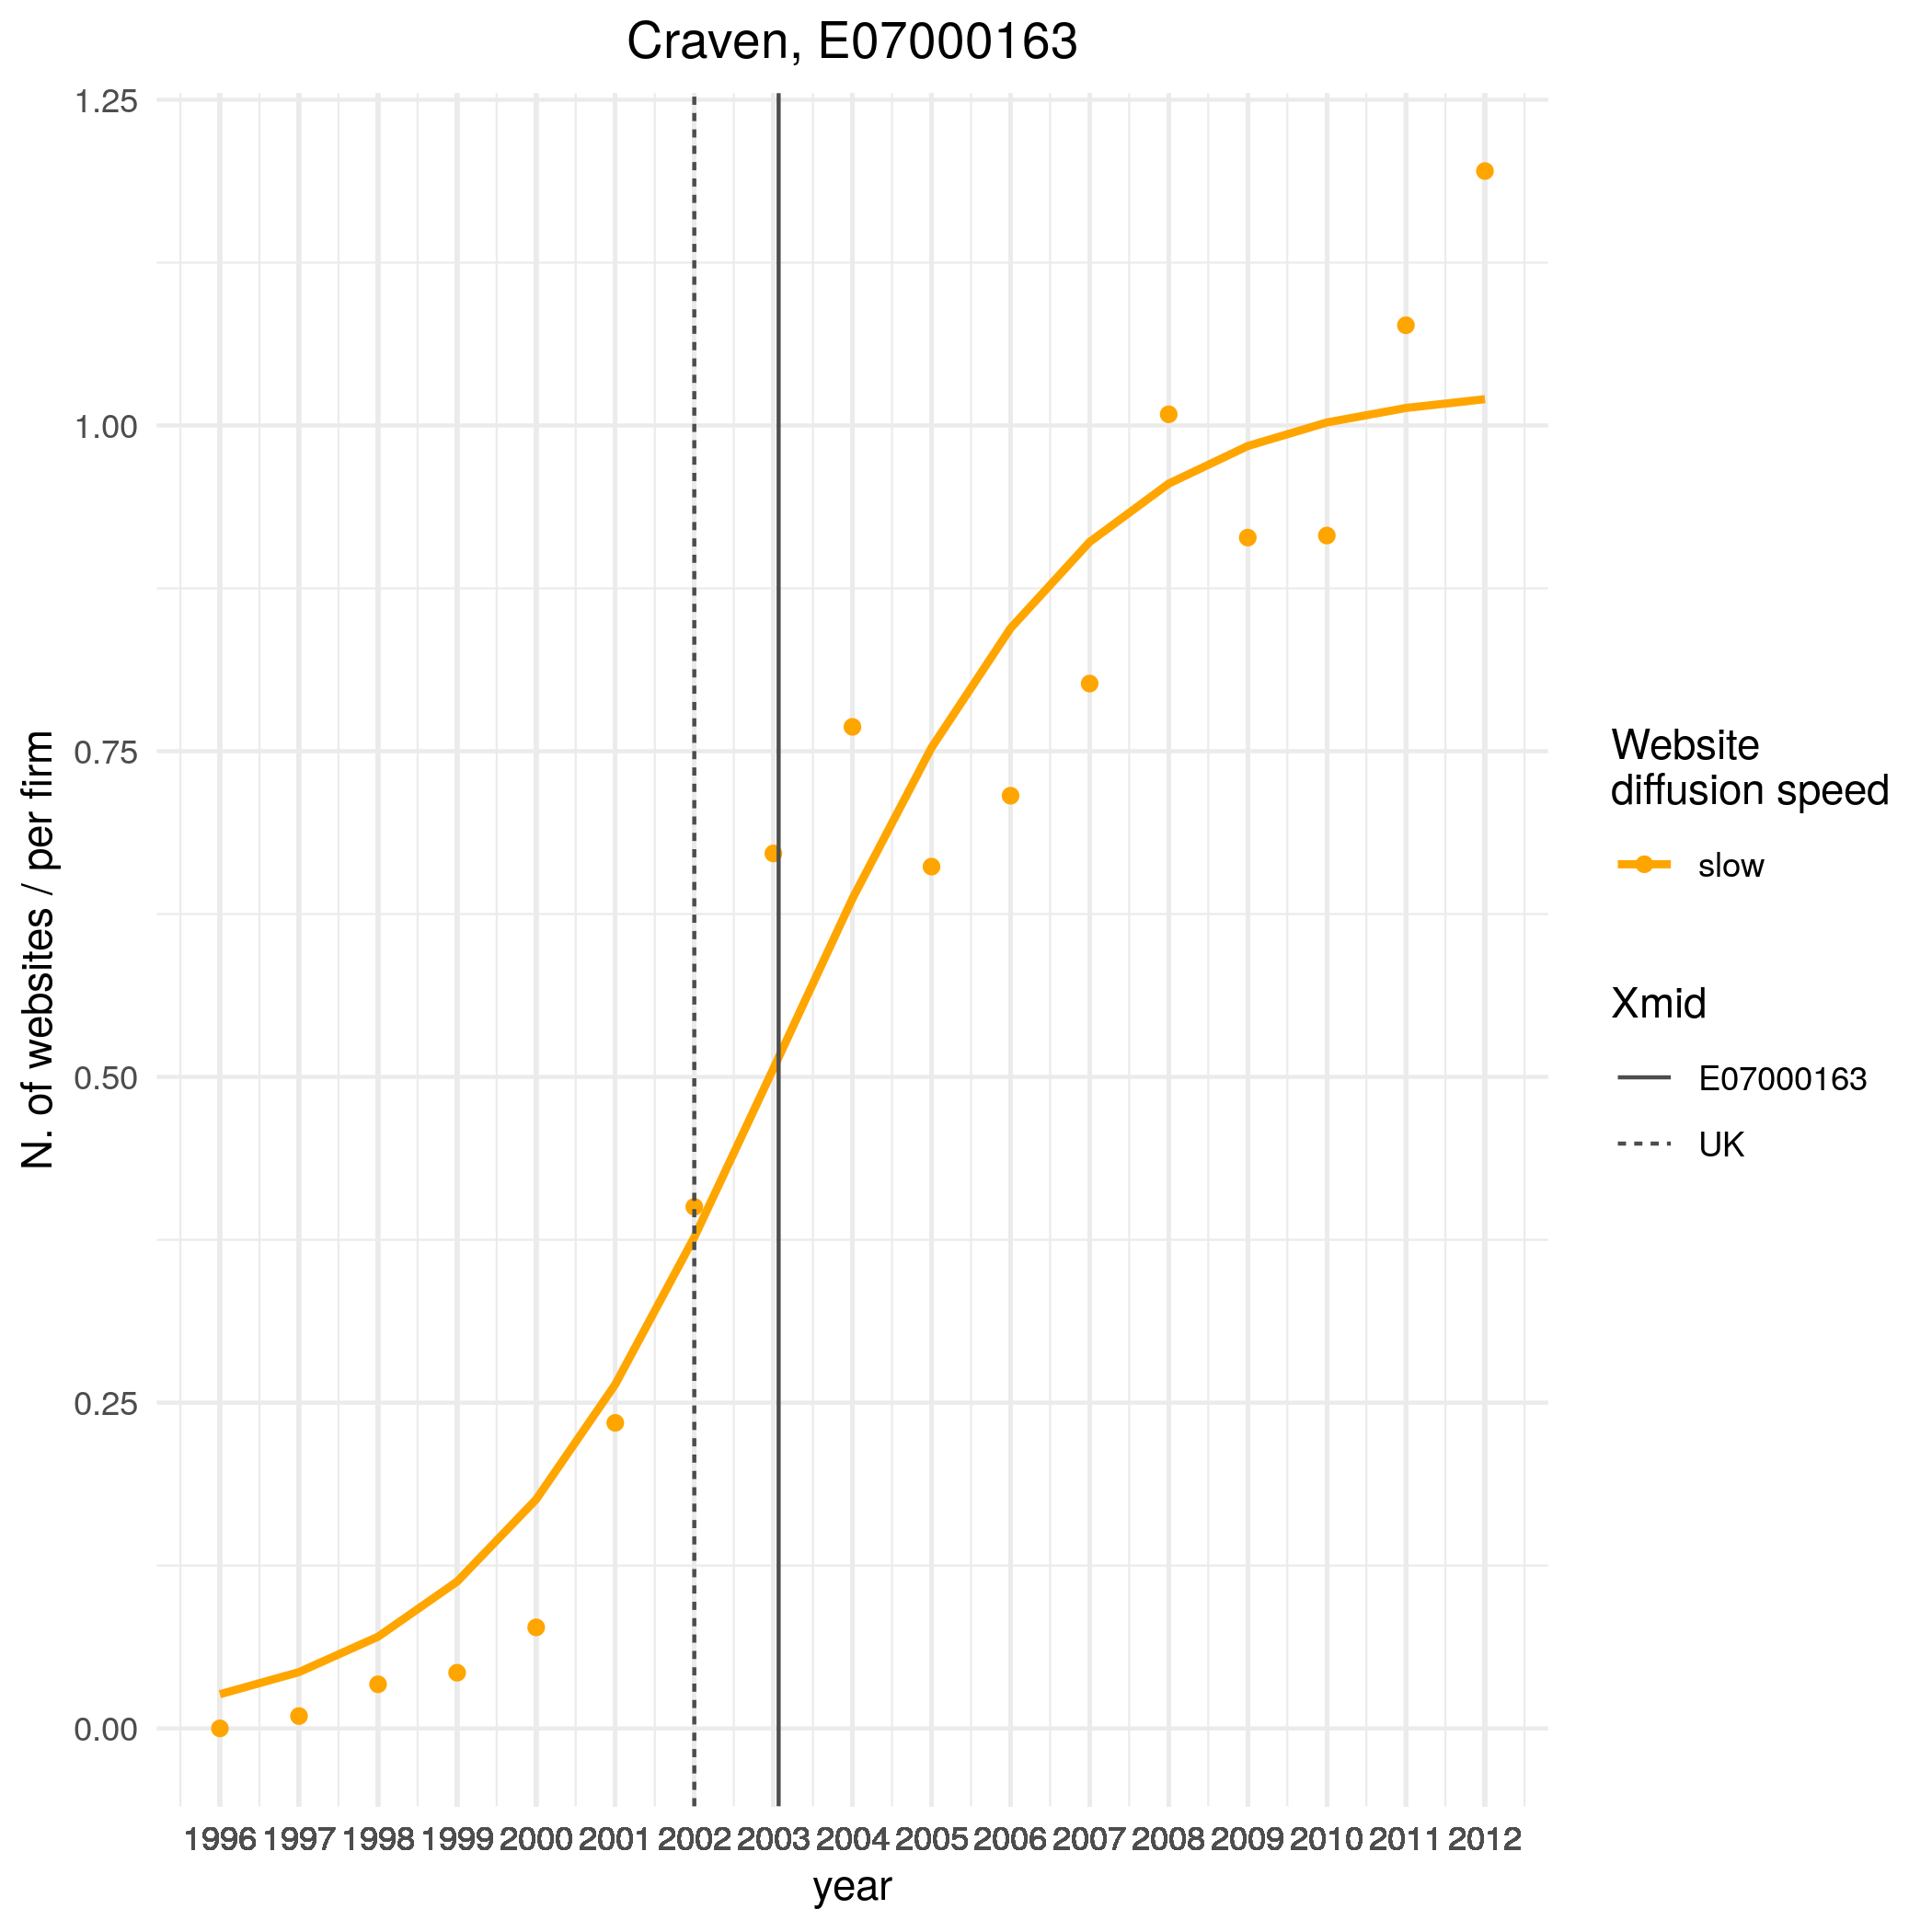 Craven, E07000163
1.25
1.00
0.75
0.50
0.25
0.00
N. of websites / per firm
1996 1997 1998 1999 2000 2001 2002 2003 2004 2005 2006 2007 2008 2009 2010 2011 2012
year
Website
diffusion speed
slow
Xmid
E07000163
UK